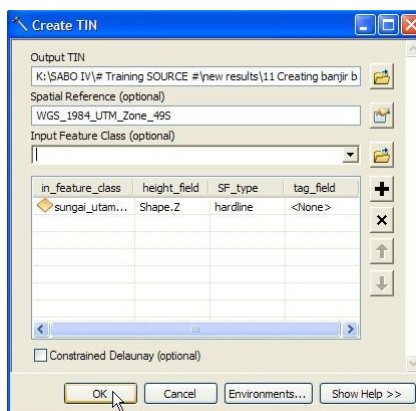 Create TIN
Output TIN
K:\SABO IV\# Training SOURCE #\new results\11 Creating banjir b
Spatial Reference (optional)
WGS_1984_UTM_Zone_49S
Input Feature Class (optional)
in_feature_class height_field SF_type tag_field
sungai_utam... Shape.Z hardline <None>
Constrained Delaunay (optional)
OK Cancel Environments... Show Help >>